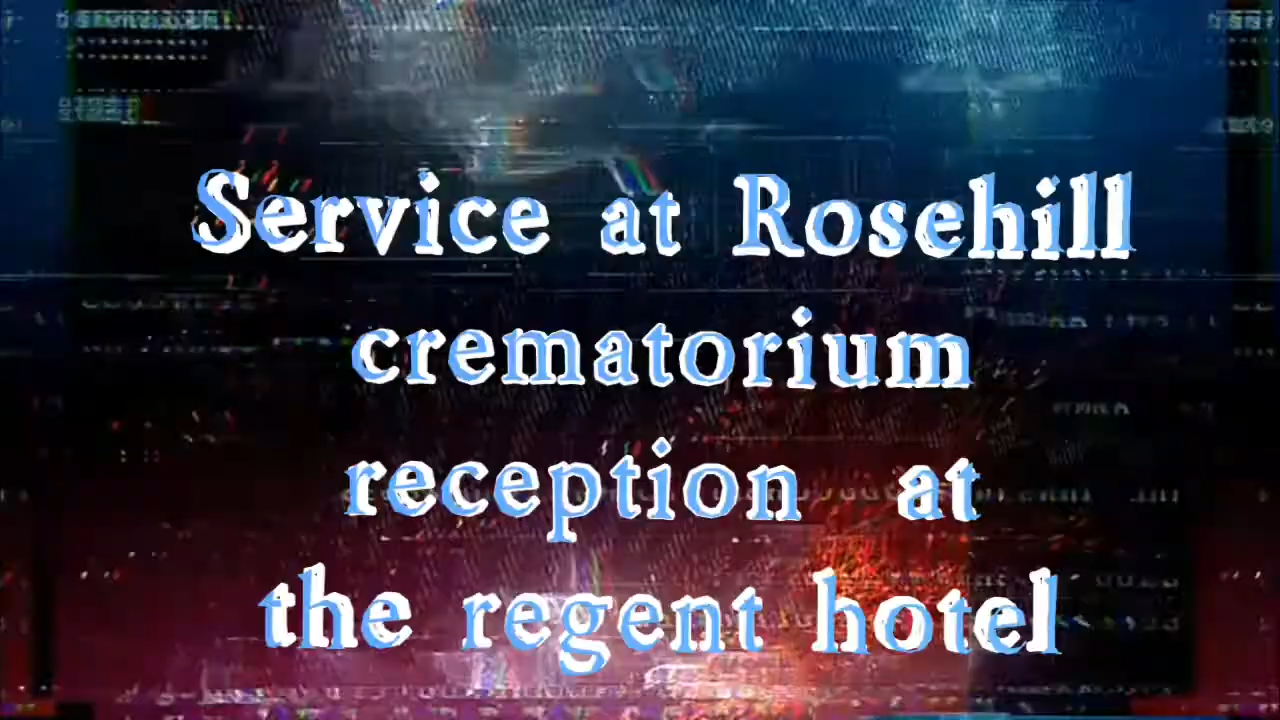 Service at Rosehill
crematorium
reception at
the regent hotel